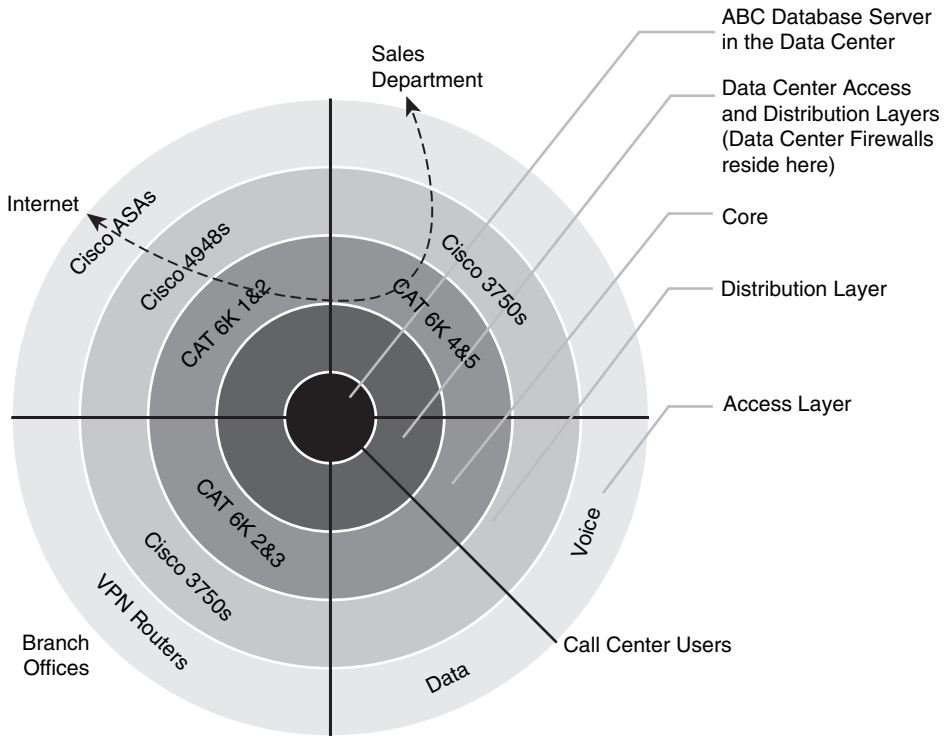 ABC Database Server
in the Data Center
Sales
Department
Data Center Access
and Distribution Layers
(Data Center Firewalls
reside here)
Internet
Cisco ASAs
Cisco 4948s
CAT 6K 1&2
Cisco 3750s
CAT 6K 4&5
Core
Distribution Layer
Access Layer
CAT 6K 2&3
Cisco 3750s
VPN Routers
Branch
Offices
Voice
Data
Call Center Users